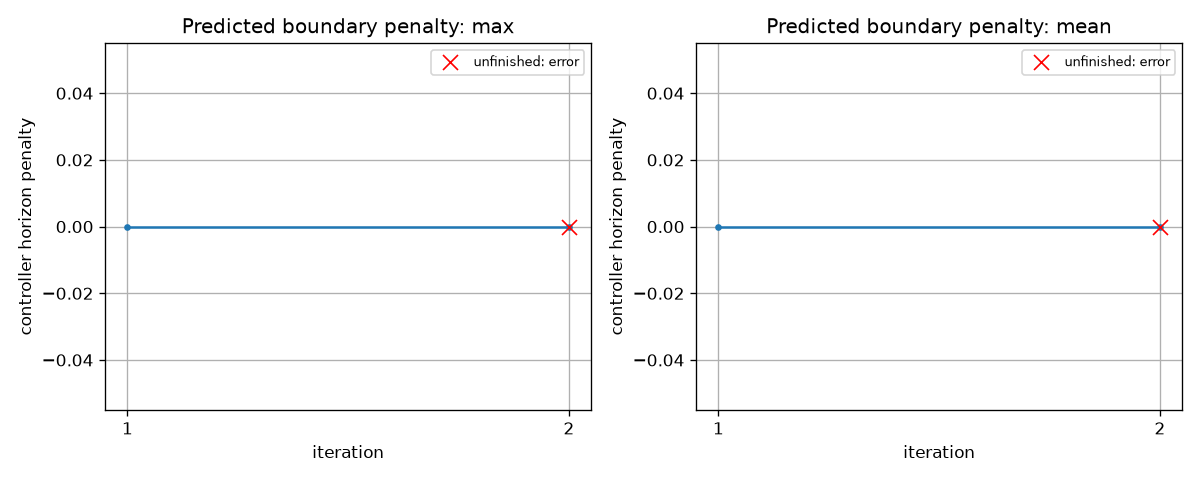 Predicted boundary penalty: max
unfinished: error
controller horizon penalty
0.04
0.02
0.00
−0.02
−0.04
1
2
iteration
Predicted boundary penalty: mean
unfinished: error
controller horizon penalty
0.04
0.02
0.00
−0.02
−0.04
1
2
iteration